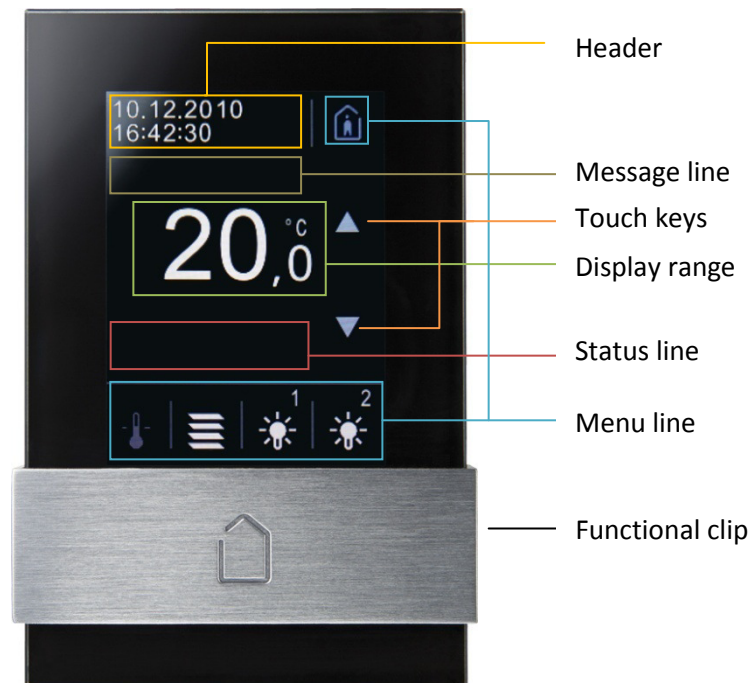 Header
10.12.2010
16:42:30
Message line
Touch keys
20,0 °C
Display range
Status line
1 2
Menu line
Functional clip